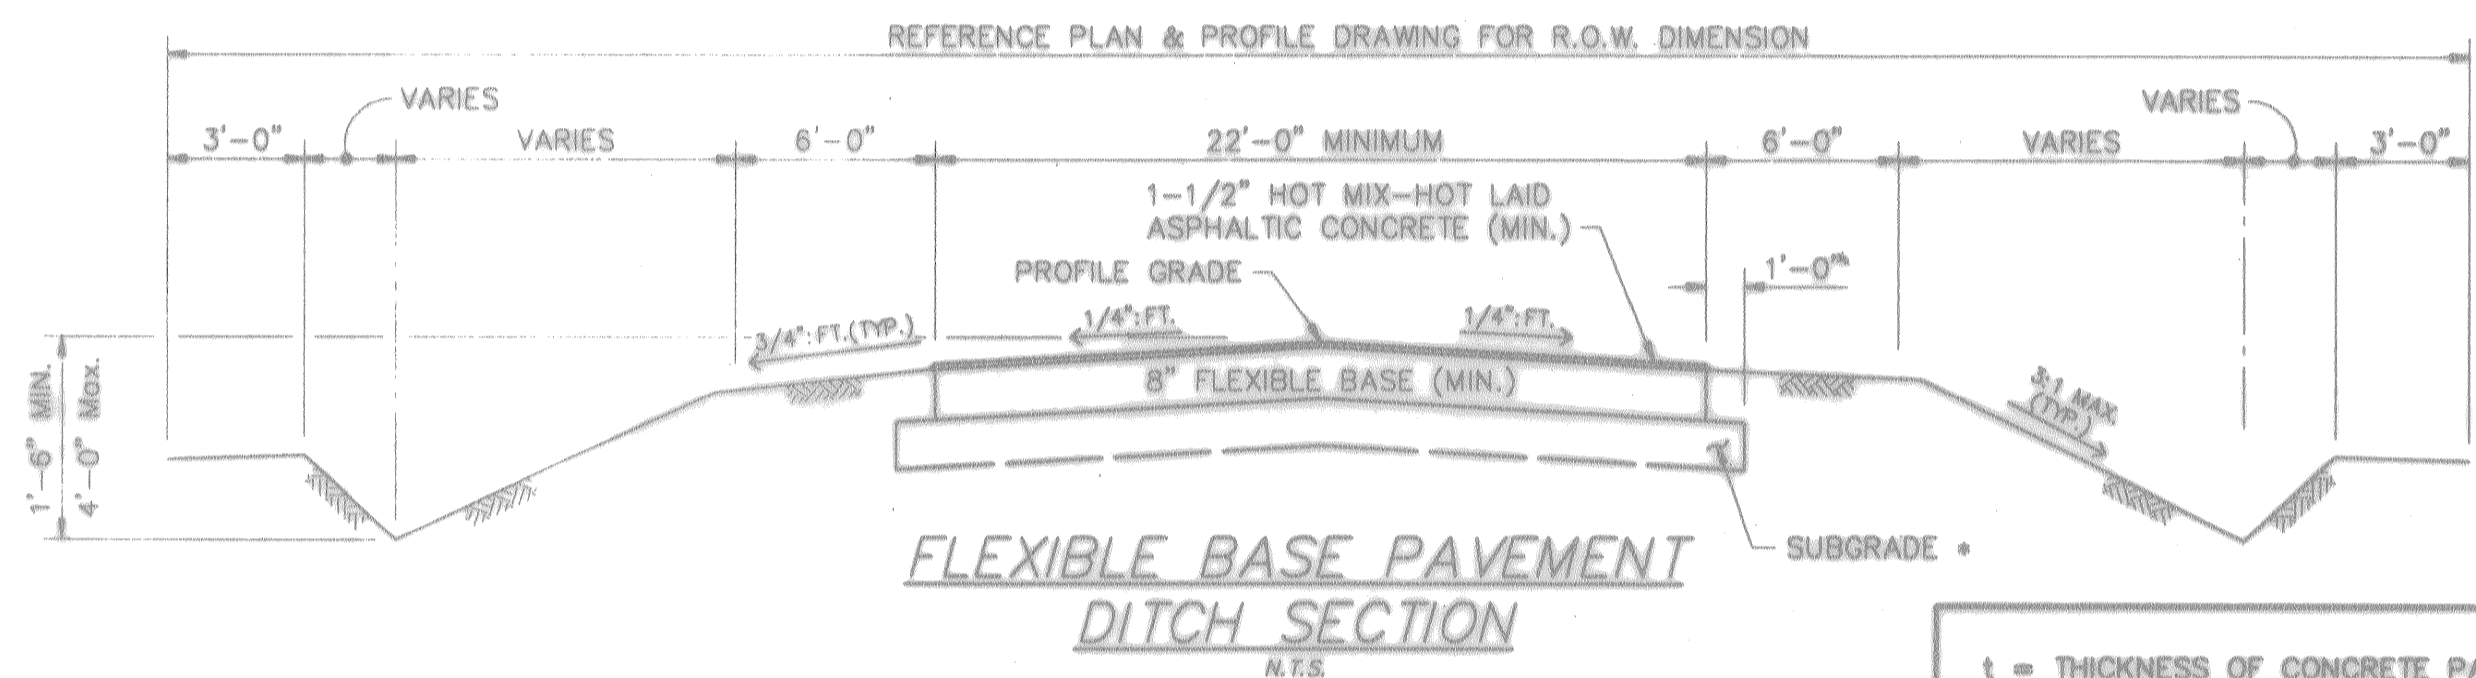 REFERENCE PLAN & PROFILE DRAWING FOR R.O.W. DIMENSION
VARIES
VARIES
3'-0"
VARIES
6'-0"
22'-0" MINIMUM
6'-0"
VARIES
3'-0"
1-1/2" HOT MIX-HOT LAID
ASPHALTIC CONCRETE (MIN.)
PROFILE GRADE
1'-0"
3/4":FT.(TYP.)
1/4":FT.
1/4":FT.
1'-6" MIN.
4'-0" Max.
8" FLEXIBLE BASE (MIN.)
3:1 MAX
(TYP.)
SUBGRADE *
FLEXIBLE BASE PAVEMENT
DITCH SECTION
N.T.S.
t = THICKNESS OF CONCRETE